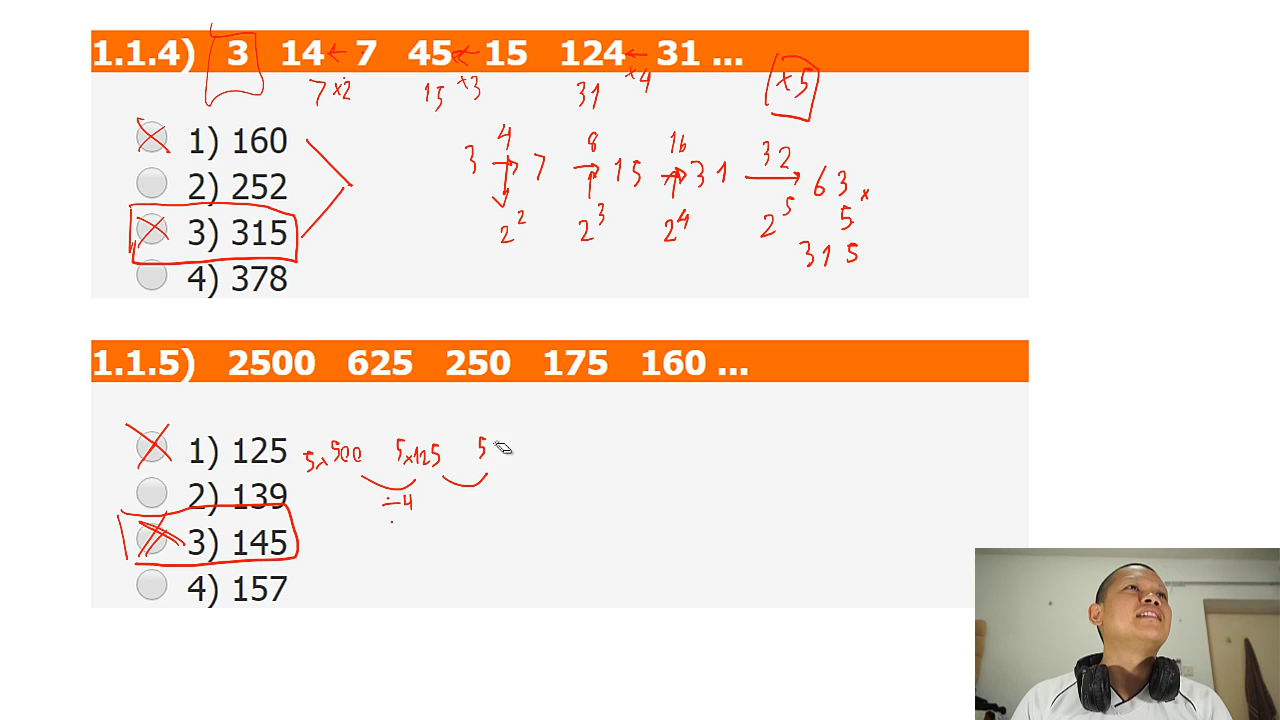 1.1.4) 3 14 ← 7 45 ← 15 124 ← 31 ...
7 ×2 15 ×3 31 ×4 ×5
1) 160
2) 252
3) 315
4) 378
4 8 16 32
3 → 7 → 15 → 31 → 63 ×
2² 2³ 2⁴ 2⁵ 5
315
1.1.5) 2500 625 250 175 160 ...
1) 125 5×500 5×125 5
2) 139 ÷4
3) 145
4) 157